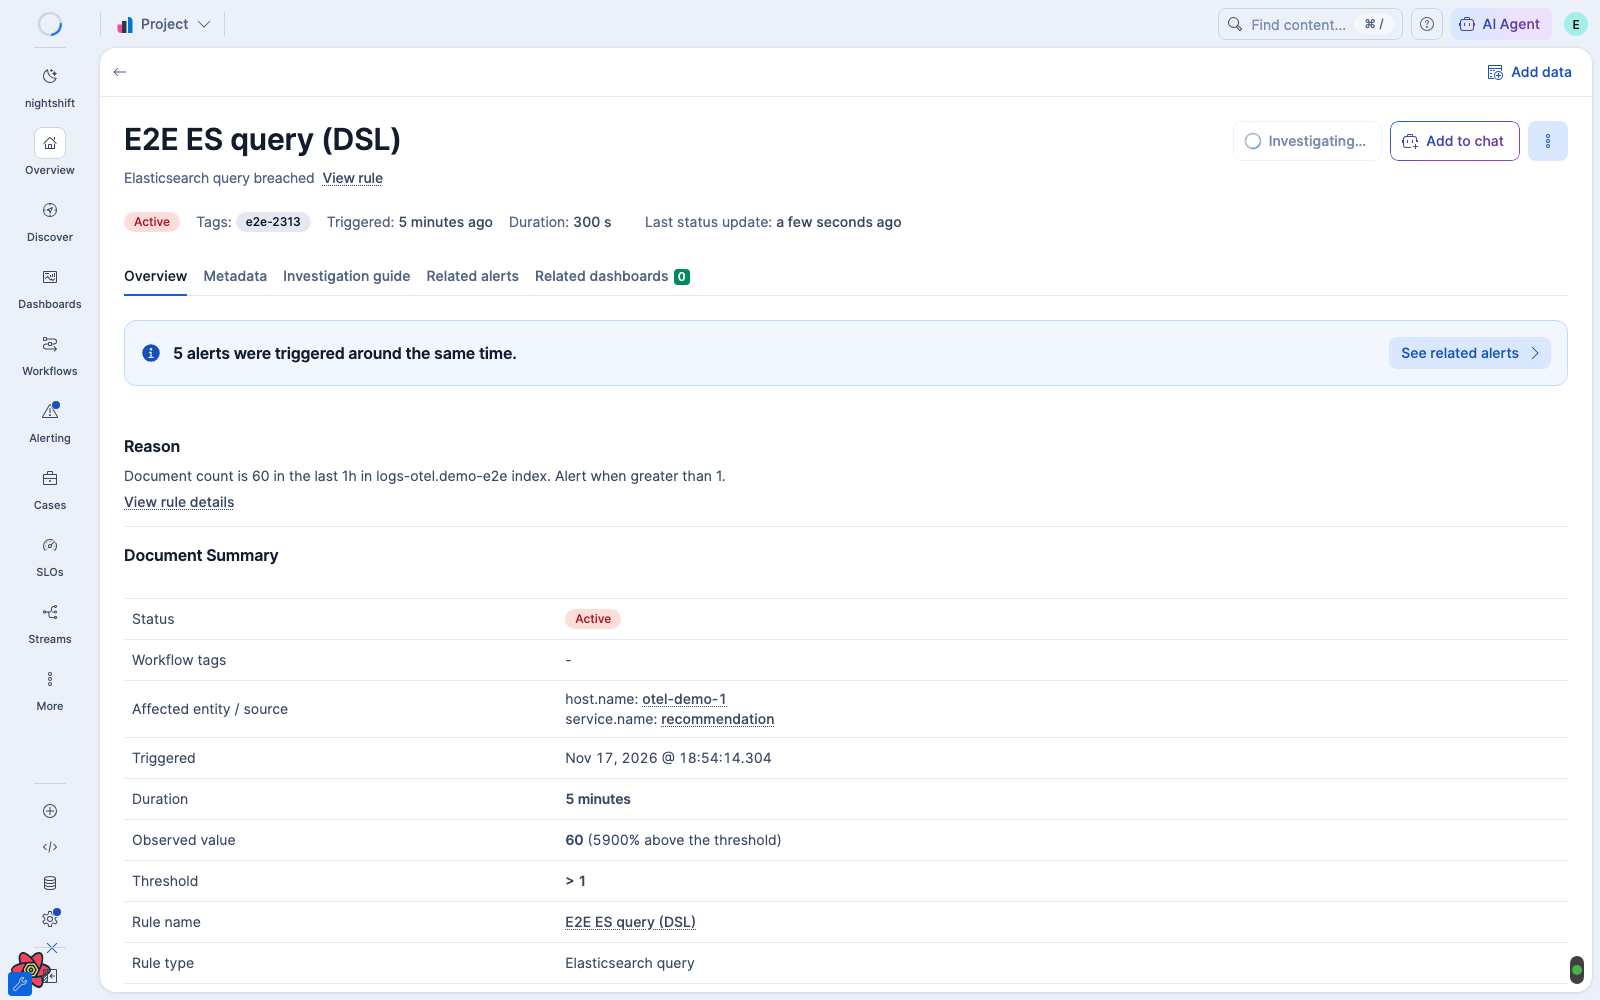 Project
Find content...
⌘ /
AI Agent
E
nightshift
Overview
Discover
Dashboards
Workflows
Alerting
Cases
SLOs
Streams
More
Add data
E2E ES query (DSL)
Investigating...
Add to chat
Elasticsearch query breached View rule
Active Tags: e2e-2313 Triggered: 5 minutes ago Duration: 300 s Last status update: a few seconds ago
Overview Metadata Investigation guide Related alerts Related dashboards 0
5 alerts were triggered around the same time.
See related alerts
Reason
Document count is 60 in the last 1h in logs-otel.demo-e2e index. Alert when greater than 1.
View rule details
Document Summary
Status Active
Workflow tags -
Affected entity / source host.name: otel-demo-1
service.name: recommendation
Triggered Nov 17, 2026 @ 18:54:14.304
Duration 5 minutes
Observed value 60 (5900% above the threshold)
Threshold > 1
Rule name E2E ES query (DSL)
Rule type Elasticsearch query